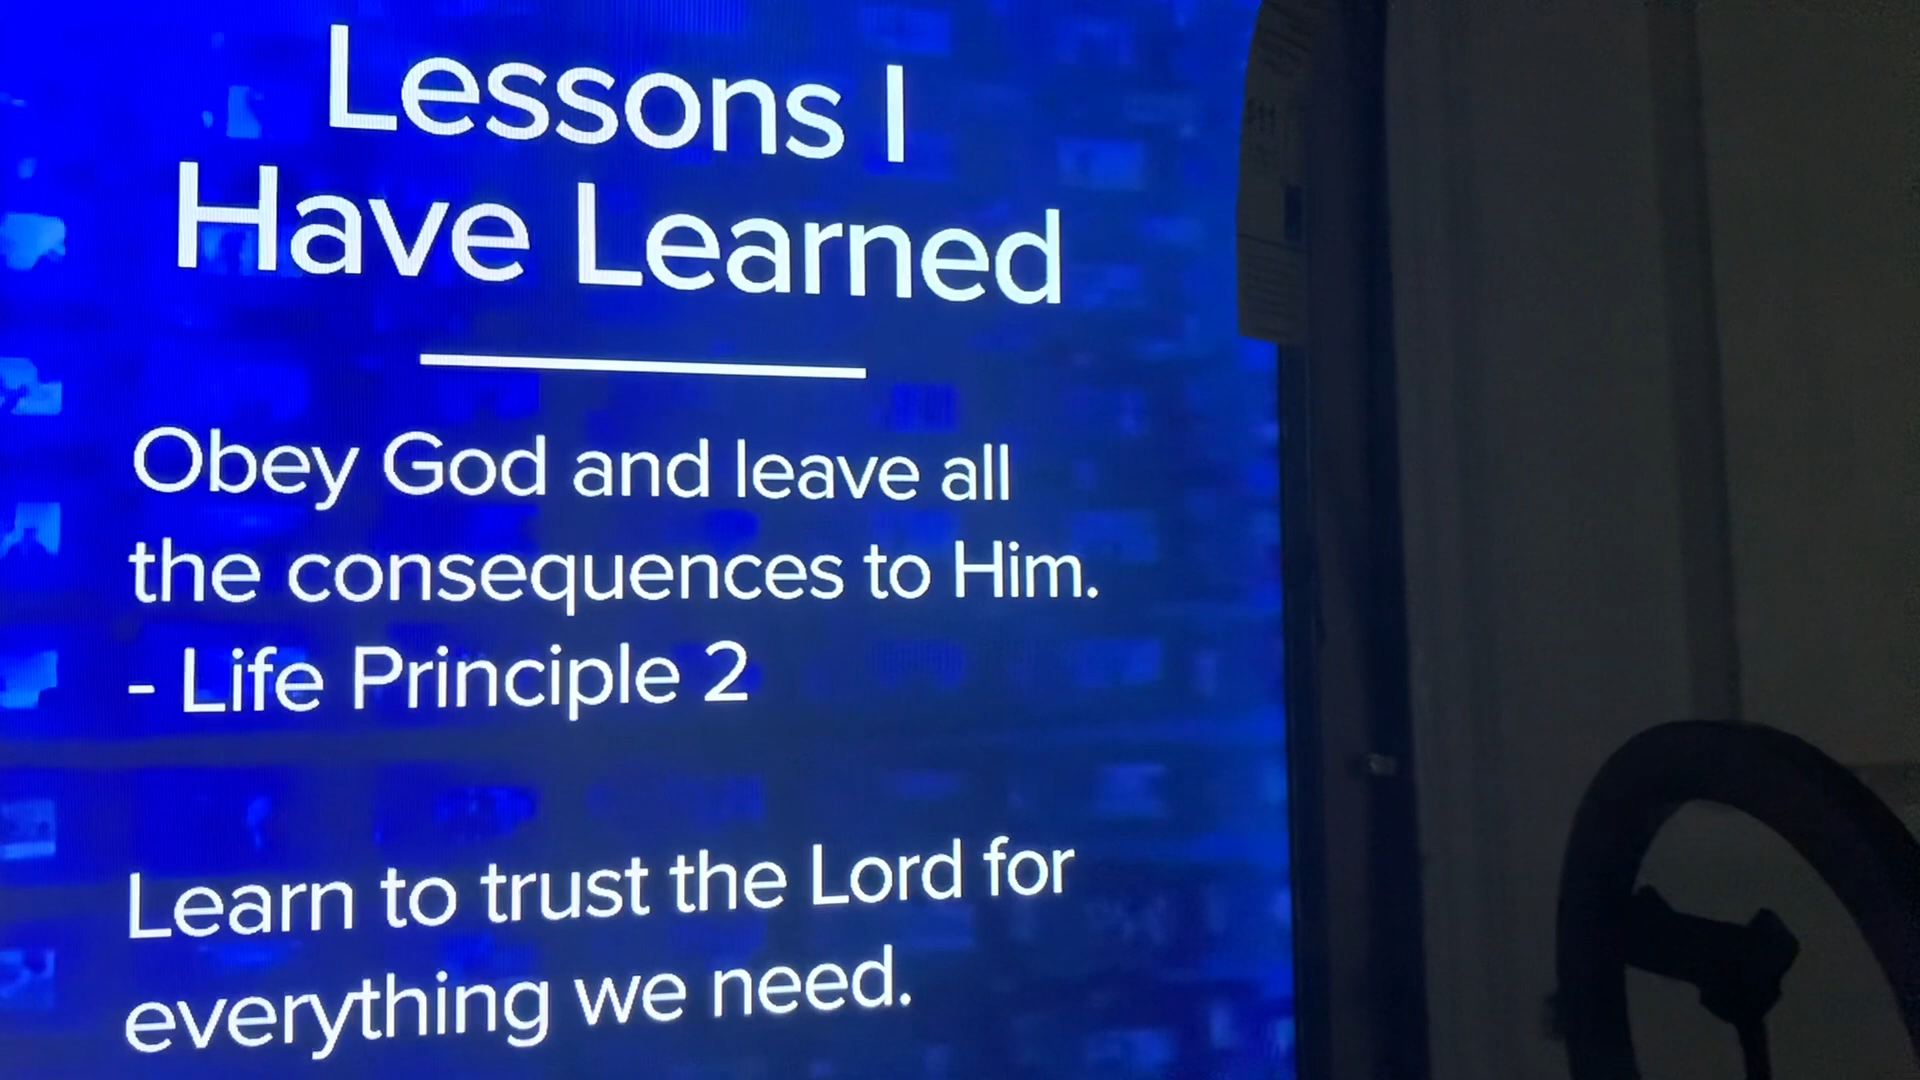 Lessons I
Have Learned
Obey God and leave all
the consequences to Him.
- Life Principle 2
Learn to trust the Lord for
everything we need.